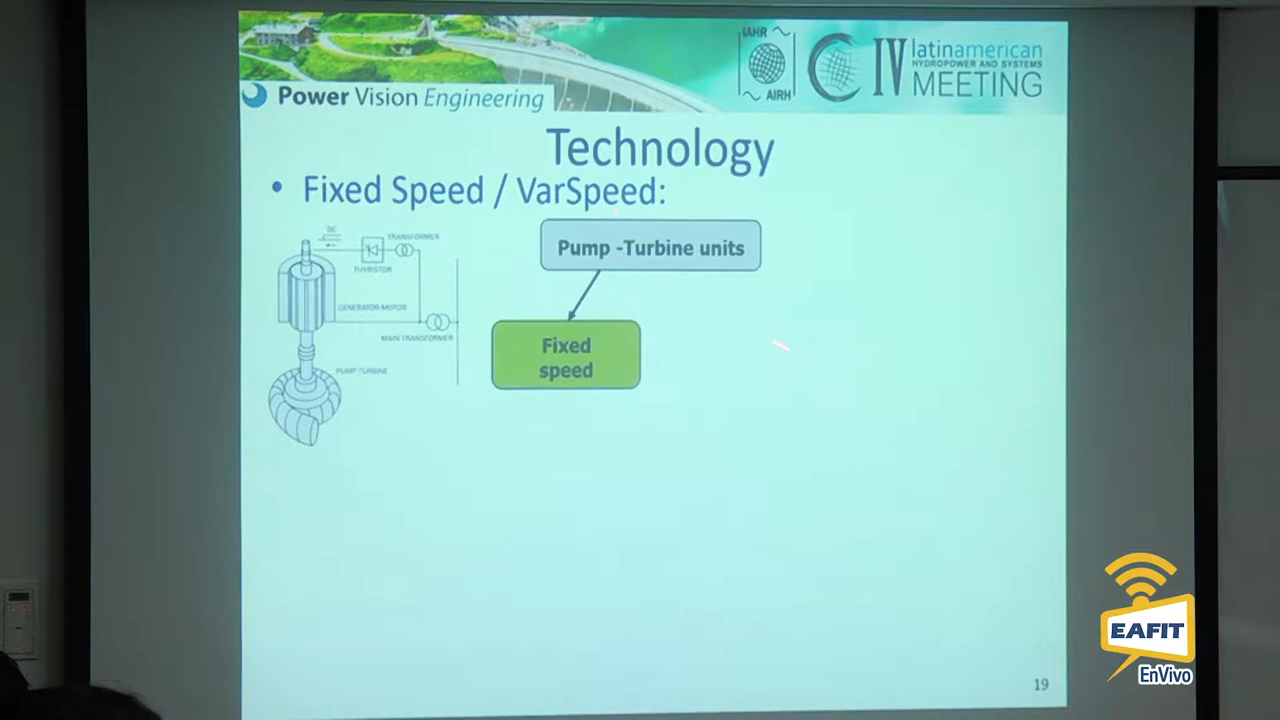 IAHR
AIRH
IV latinamerican
HYDROPOWER AND SYSTEMS
MEETING
Power Vision Engineering
Technology
• Fixed Speed / VarSpeed:
DC
TRANSFORMER
THYRISTOR
GENERATOR-MOTOR
MAIN TRANSFORMER
PUMP-TURBINE
Pump -Turbine units
Fixed
speed
19
EAFIT
EnVivo